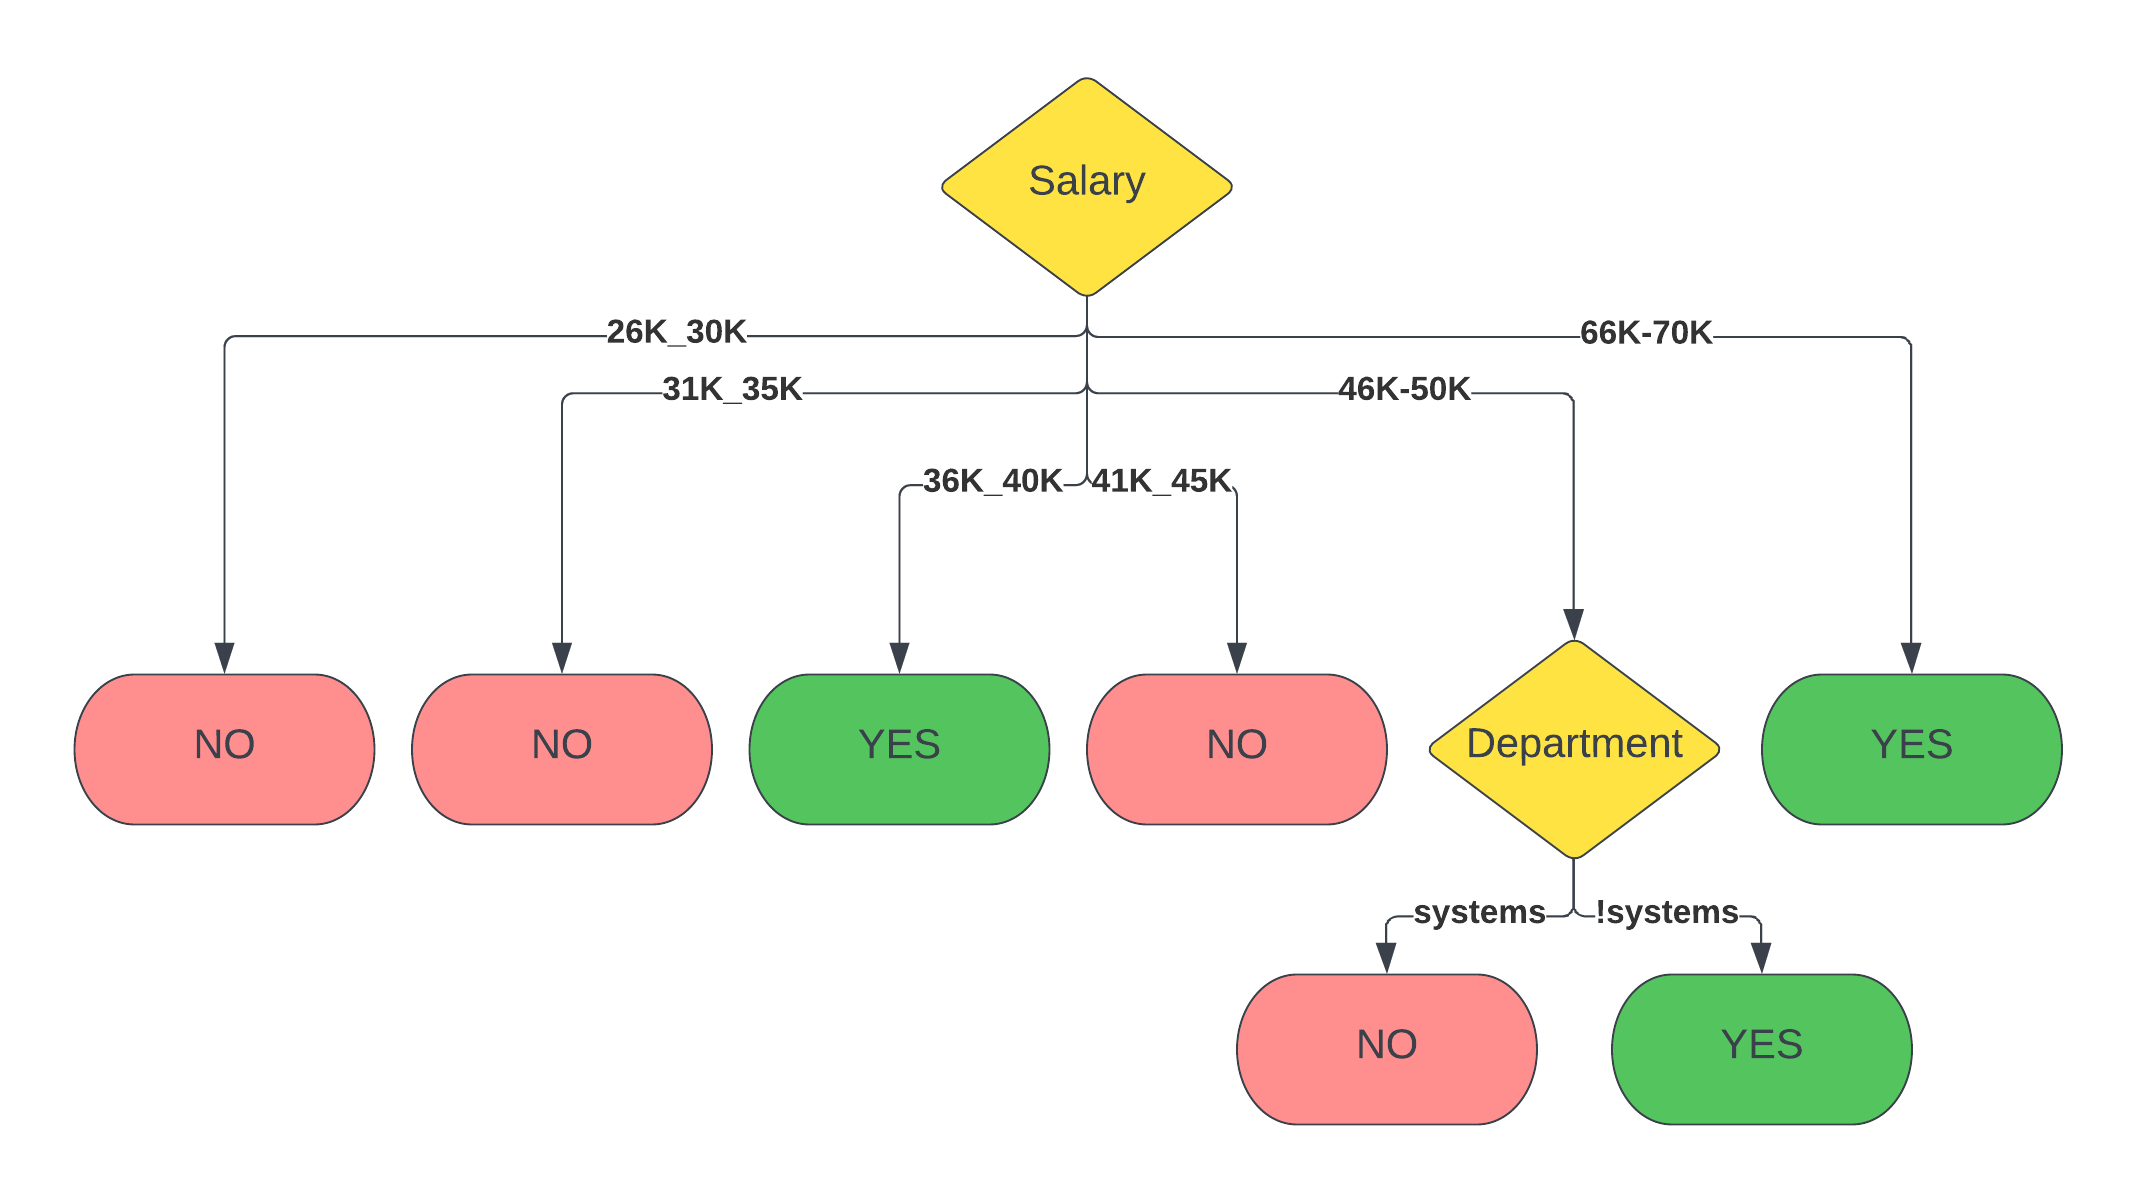 Salary
26K_30K
66K-70K
31K_35K
46K-50K
36K_40K
41K_45K
NO
NO
YES
NO
Department
YES
systems
!systems
NO
YES